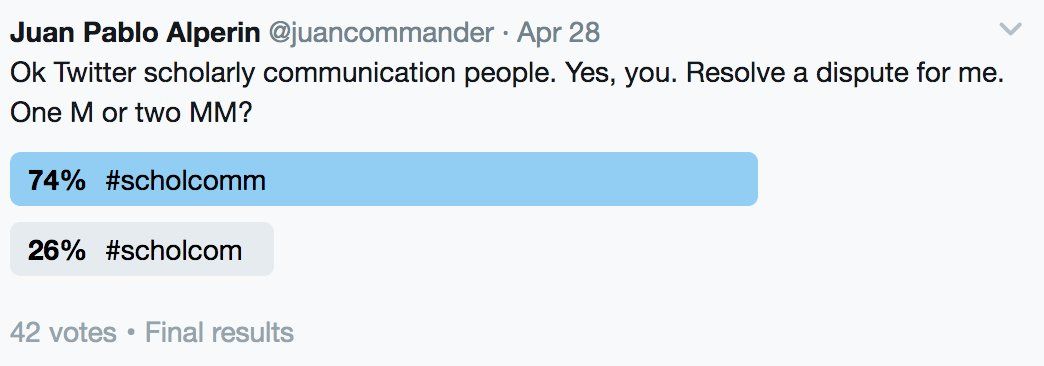 Juan Pablo Alperin @juancommander · Apr 28
Ok Twitter scholarly communication people. Yes, you. Resolve a dispute for me.
One M or two MM?
74% #scholcomm
26% #scholcom
42 votes • Final results